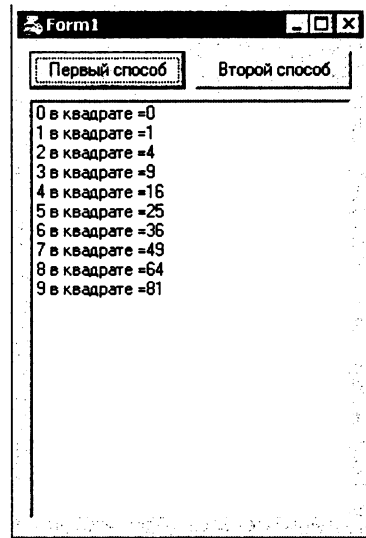 Form1
Первый способ Второй способ
0 в квадрате =0
1 в квадрате =1
2 в квадрате =4
3 в квадрате =9
4 в квадрате =16
5 в квадрате =25
6 в квадрате =36
7 в квадрате =49
8 в квадрате =64
9 в квадрате =81